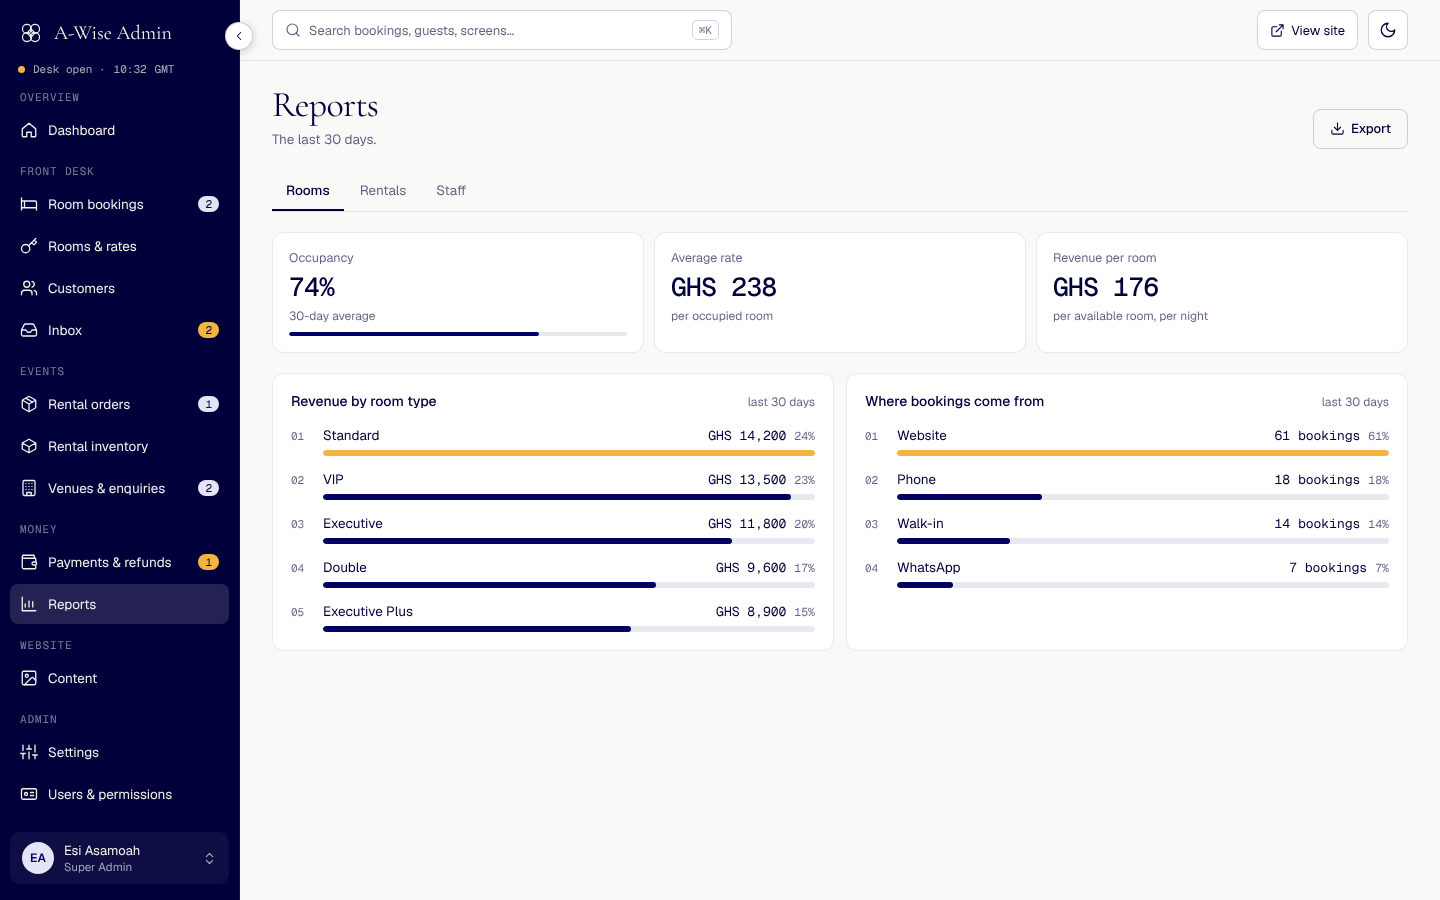 A-Wise Admin
Desk open · 10:32 GMT
OVERVIEW
Dashboard
FRONT DESK
Room bookings 2
Rooms & rates
Customers
Inbox 2
EVENTS
Rental orders 1
Rental inventory
Venues & enquiries 2
MONEY
Payments & refunds 1
Reports
WEBSITE
Content
ADMIN
Settings
Users & permissions
EA
Esi Asamoah
Super Admin
Search bookings, guests, screens... ⌘K
View site
Reports
The last 30 days.
Export
Rooms Rentals Staff
Occupancy
74%
30-day average
Average rate
GHS 238
per occupied room
Revenue per room
GHS 176
per available room, per night
Revenue by room type last 30 days
01 Standard GHS 14,200 24%
02 VIP GHS 13,500 23%
03 Executive GHS 11,800 20%
04 Double GHS 9,600 17%
05 Executive Plus GHS 8,900 15%
Where bookings come from last 30 days
01 Website 61 bookings 61%
02 Phone 18 bookings 18%
03 Walk-in 14 bookings 14%
04 WhatsApp 7 bookings 7%